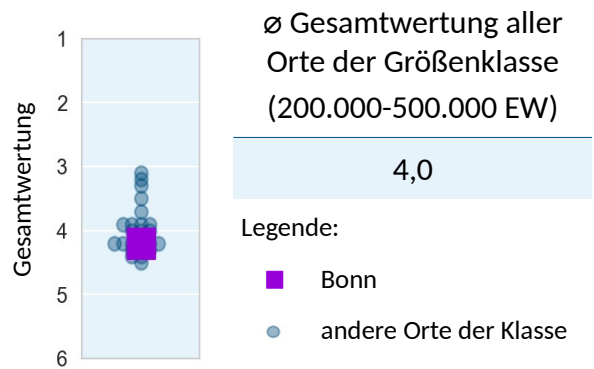 Gesamtwertung
1
2
3
4
5
6
ø Gesamtwertung aller
Orte der Größenklasse
(200.000-500.000 EW)
4,0
Legende:
Bonn
andere Orte der Klasse